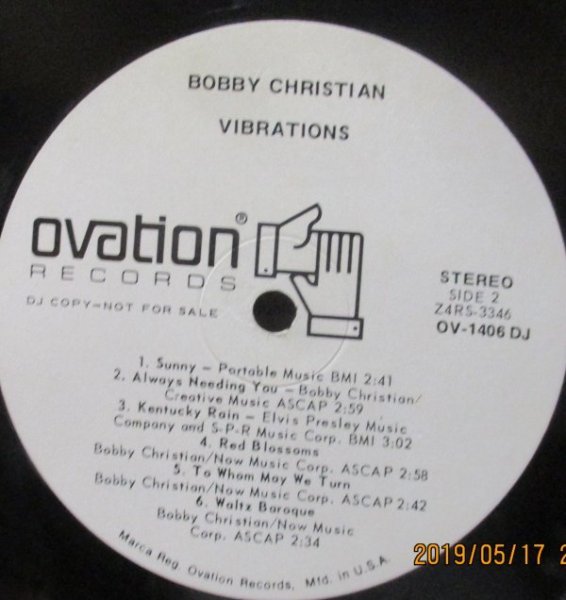 BOBBY CHRISTIAN
VIBRATIONS
ovation®
RECORDS
DJ COPY—NOT FOR SALE
STEREO
SIDE 2
Z4RS-3346
OV-1406 DJ
1. Sunny — Portable Music BMI 2:41
2. Always Needing You — Bobby Christian/
Creative Music ASCAP 2:59
3. Kentucky Rain — Elvis Presley Music
Company and S-P-R Music Corp. BMI 3:02
4. Red Blossoms
Bobby Christian/Now Music Corp. ASCAP 2:58
5. To Whom May We Turn
Bobby Christian/Now Music Corp. ASCAP 2:42
6. Waltz Baroque
Bobby Christian/Now Music
Corp. ASCAP 2:34
Marca Reg. Ovation Records, Mfd. in U.S.A.
2019/05/17